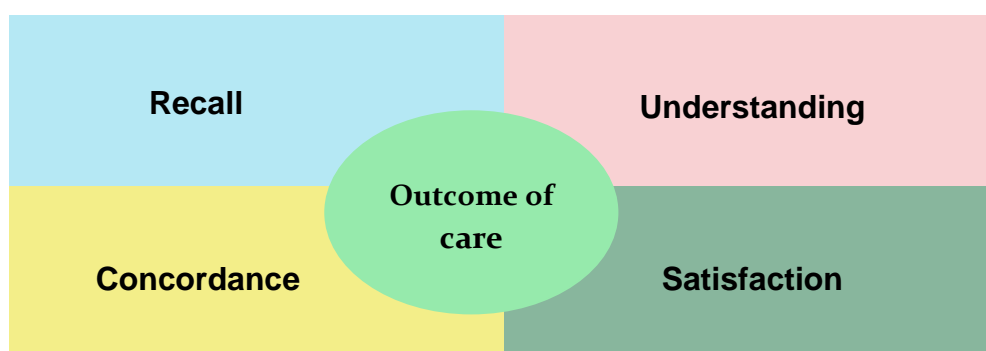 Recall
Understanding
Outcome of
care
Concordance
Satisfaction